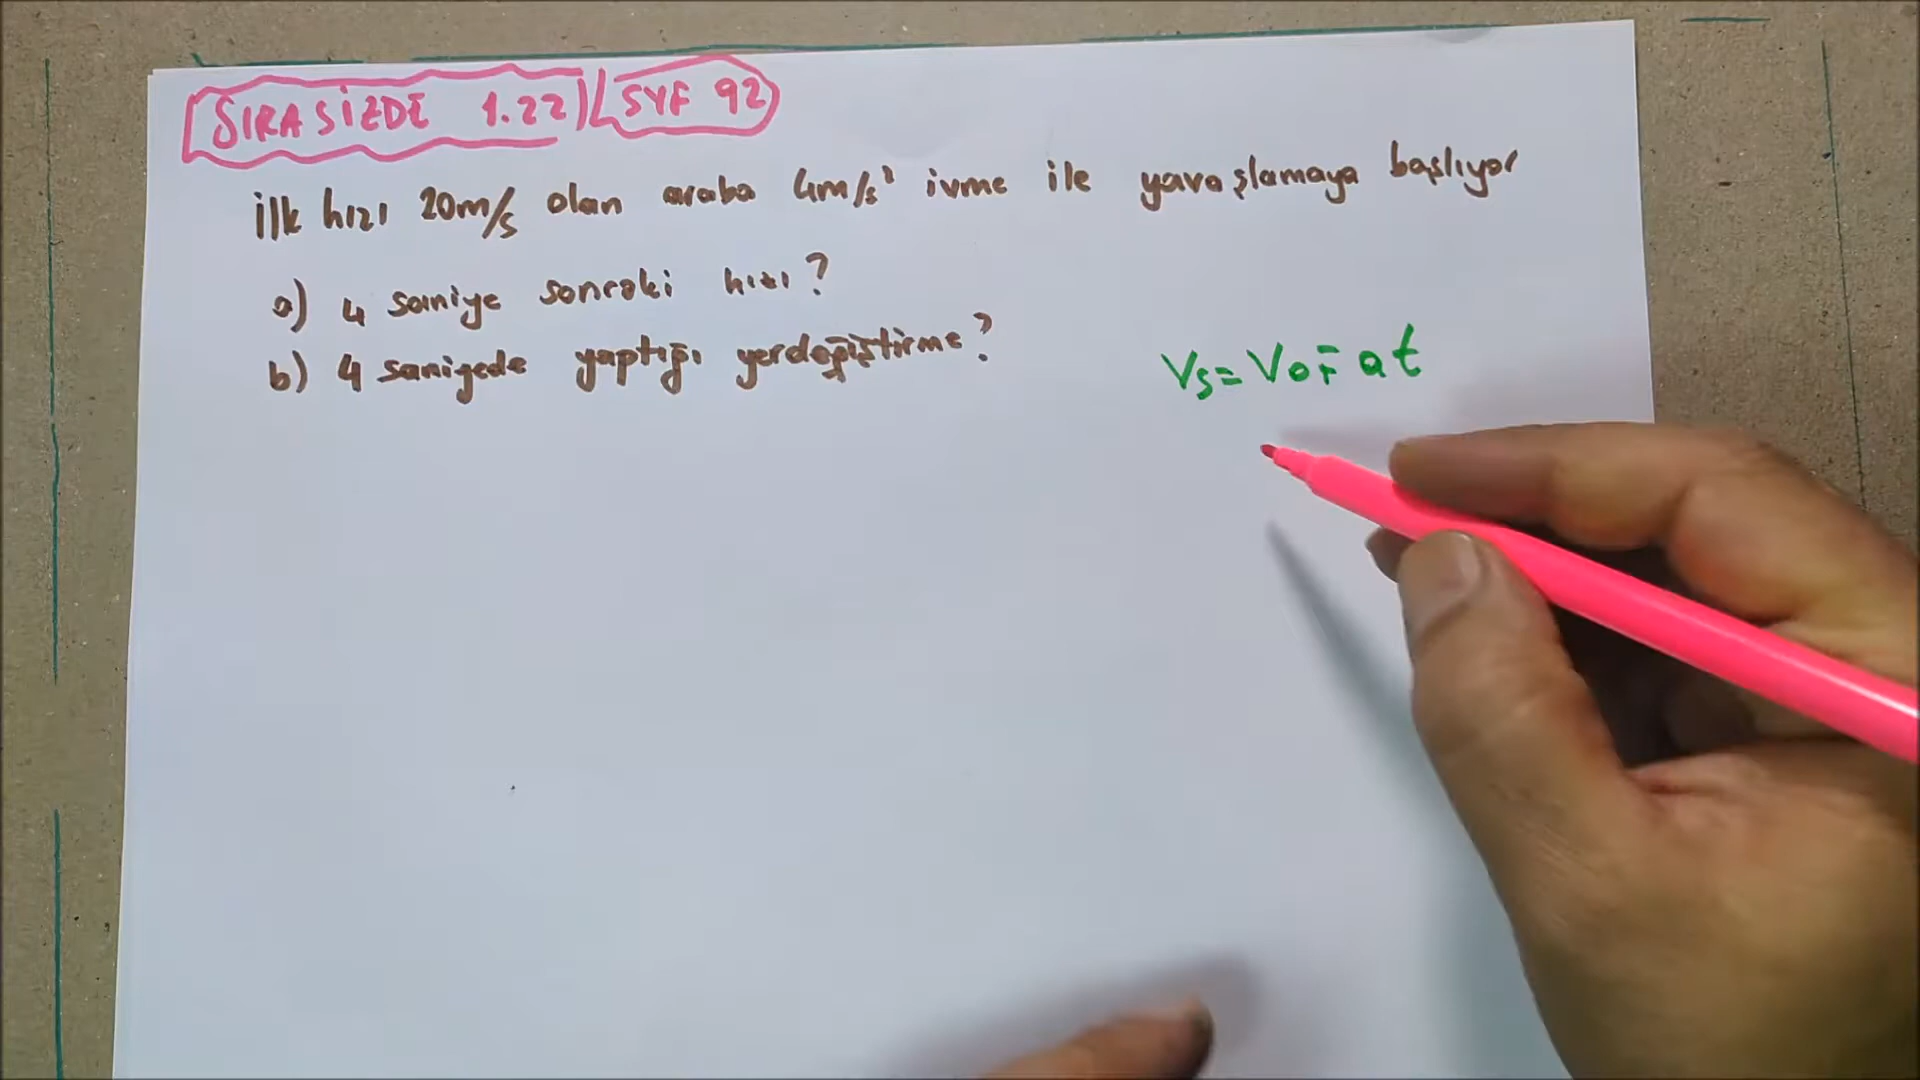 SIRA SİZDE 1.22 SYF 92
ilk hızı 20m/s olan araba 4m/s² ivme ile yavaşlamaya başlıyor
a) 4 saniye sonraki hızı?
b) 4 saniyede yaptığı yerdeğiştirme?
Vs = Vo ∓ at